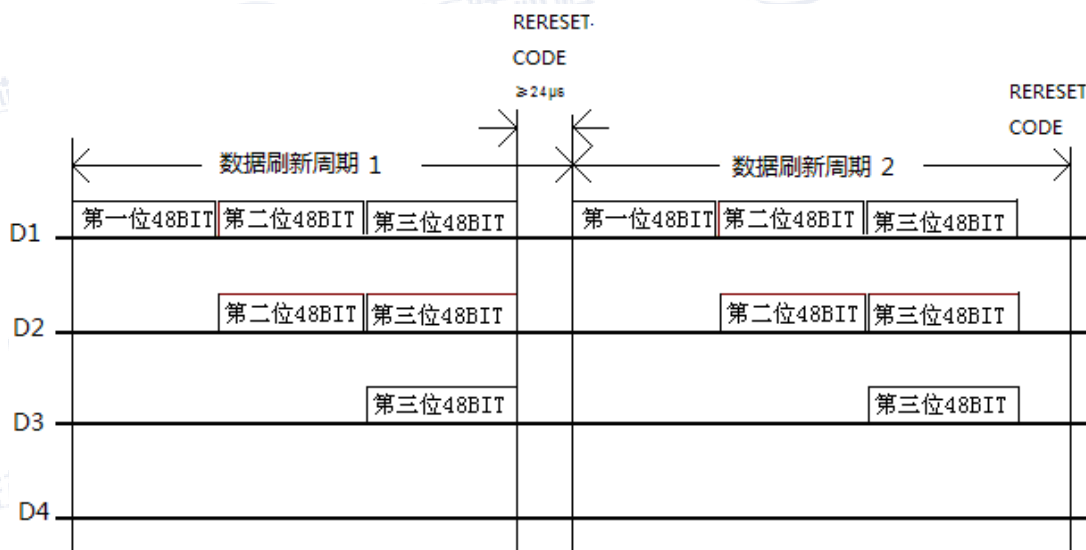 RERESET
CODE
≥24μs
RERESET
CODE
数据刷新周期 1
数据刷新周期 2
D1
第一位48BIT
第二位48BIT
第三位48BIT
第一位48BIT
第二位48BIT
第三位48BIT
D2
第二位48BIT
第三位48BIT
第二位48BIT
第三位48BIT
D3
第三位48BIT
第三位48BIT
D4